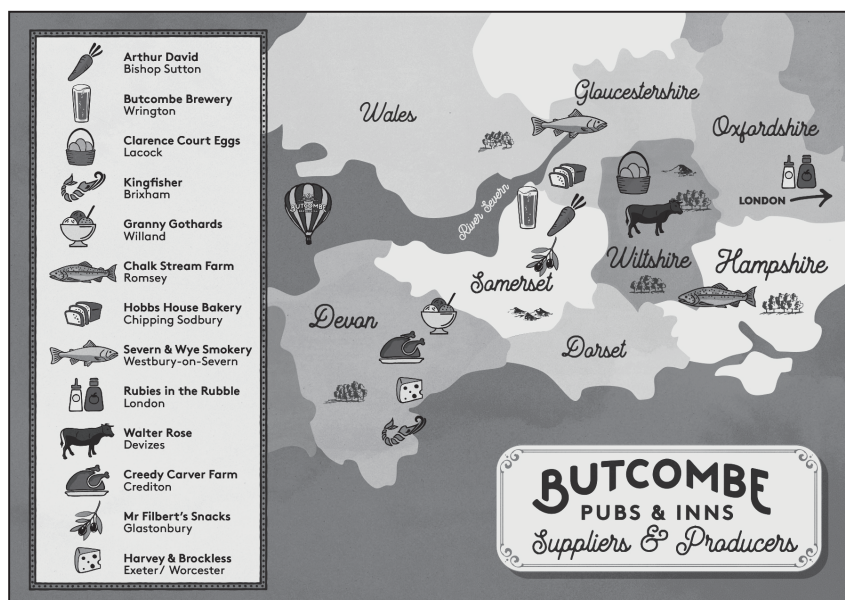 Arthur David
Bishop Sutton
Butcombe Brewery
Wrington
Clarence Court Eggs
Lacock
Kingfisher
Brixham
Granny Gothards
Willand
Chalk Stream Farm
Romsey
Hobbs House Bakery
Chipping Sodbury
Severn & Wye Smokery
Westbury-on-Severn
Rubies in the Rubble
London
Walter Rose
Devizes
Creedy Carver Farm
Crediton
Mr Filbert's Snacks
Glastonbury
Harvey & Brockless
Exeter/ Worcester
Wales
Gloucestershire
Oxfordshire
LONDON
River Severn
BUTCOMBE
Somerset
Wiltshire
Hampshire
Devon
Dorset
BUTCOMBE
PUBS & INNS
Suppliers & Producers